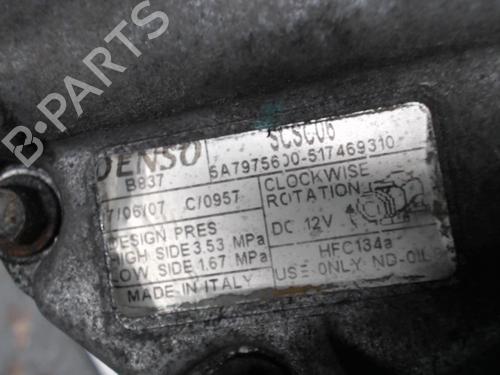 DENSO SCSC06
B937 5A7975600-517469310
7/06/07 C/0957 CLOCKWISE
ROTATION
DESIGN PRES
HIGH SIDE 3.53 MPa DC 12V
LOW SIDE 1.67 MPa HFC134a
MADE IN ITALY USE ONLY ND-OIL
B PARTS